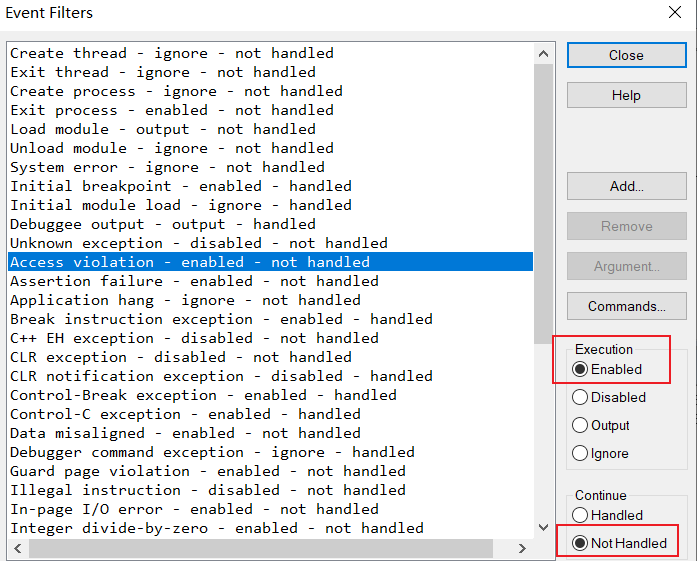 Event Filters
Create thread - ignore - not handled
Exit thread - ignore - not handled
Create process - ignore - not handled
Exit process - enabled - not handled
Load module - output - not handled
Unload module - ignore - not handled
System error - ignore - not handled
Initial breakpoint - enabled - handled
Initial module load - ignore - handled
Debuggee output - output - handled
Unknown exception - disabled - not handled
Access violation - enabled - not handled
Assertion failure - enabled - not handled
Application hang - ignore - not handled
Break instruction exception - enabled - handled
C++ EH exception - disabled - not handled
CLR exception - disabled - not handled
CLR notification exception - disabled - handled
Control-Break exception - enabled - handled
Control-C exception - enabled - handled
Data misaligned - enabled - not handled
Debugger command exception - ignore - handled
Guard page violation - enabled - not handled
Illegal instruction - disabled - not handled
In-page I/O error - enabled - not handled
Integer divide-by-zero - enabled - not handled
Close
Help
Add...
Remove
Argument...
Commands...
Execution
Enabled
Disabled
Output
Ignore
Continue
Handled
Not Handled